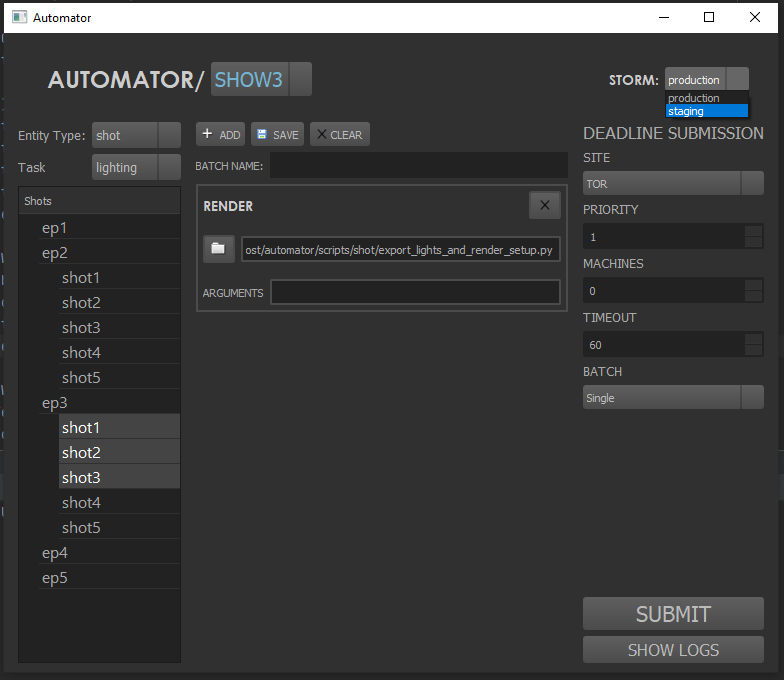 Automator
AUTOMATOR/ SHOW3
STORM: production
production
staging
Entity Type: shot
Task lighting
Shots
ep1
ep2
shot1
shot2
shot3
shot4
shot5
ep3
shot1
shot2
shot3
shot4
shot5
ep4
ep5
ADD SAVE CLEAR
BATCH NAME:
RENDER
ost/automator/scripts/shot/export_lights_and_render_setup.py
ARGUMENTS
DEADLINE SUBMISSION
SITE
TOR
PRIORITY
1
MACHINES
0
TIMEOUT
60
BATCH
Single
SUBMIT
SHOW LOGS